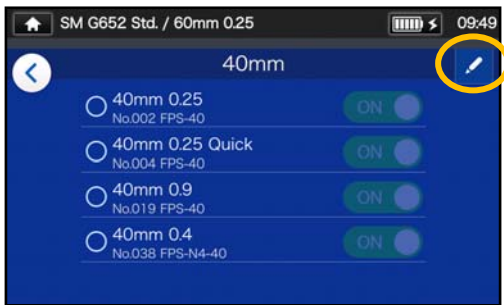 SM G652 Std. / 60mm 0.25 09:49
40mm
40mm 0.25 ON
No.002 FPS-40
40mm 0.25 Quick ON
No.004 FPS-40
40mm 0.9 ON
No.019 FPS-40
40mm 0.4 ON
No.038 FPS-N4-40